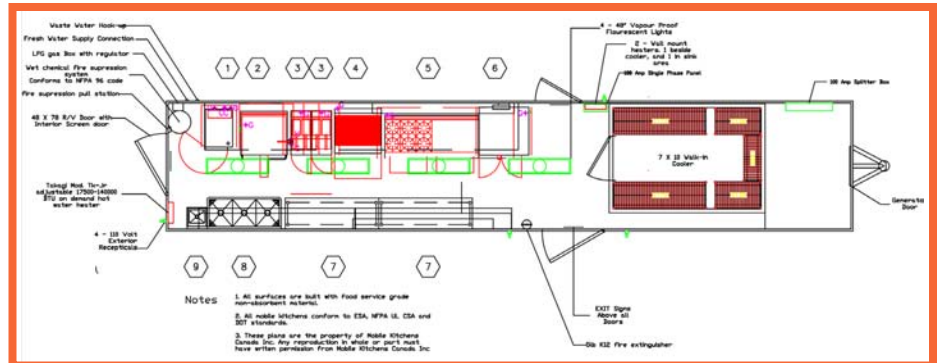 Waste Water Hook-up
Fresh Water Supply Connection
LPG gas Box with regulator
Wet chemical fire supression
system
Conforms to NFPA 96 code
Fire supression pull station
48 X 78 R/V Door with
Interior Screen door
Takagi Mod. TK-Jr
adjustable 17500-140000
BTU on demand hot
water heater
4 - 110 Volt
Exterior
Recepticals
4 - 48" Vapour Proof
Flaurescent Lights
2 - Wall mount
heaters. 1 beside
cooler, and 1 in sink
area
100 Amp Single Phase Panel
100 Amp Splitter Box
1
2
3
3
4
5
6
7 X 10 Walk-in
Cooler
Generato
Door
9
8
7
7
Notes
1. All surfaces are built with food service grade
non-absorbent material.
2. All mobile kitchens conform to ESA, NFPA UL CSA and
DOT standards.
3. These plans are the property of Mobile Kitchens
Canada Inc. Any reproduction in whole or part must
have written permission from Mobile Kitchens Canada Inc
EXIT Signs
Above all
Doors
K12 fire extinguisher